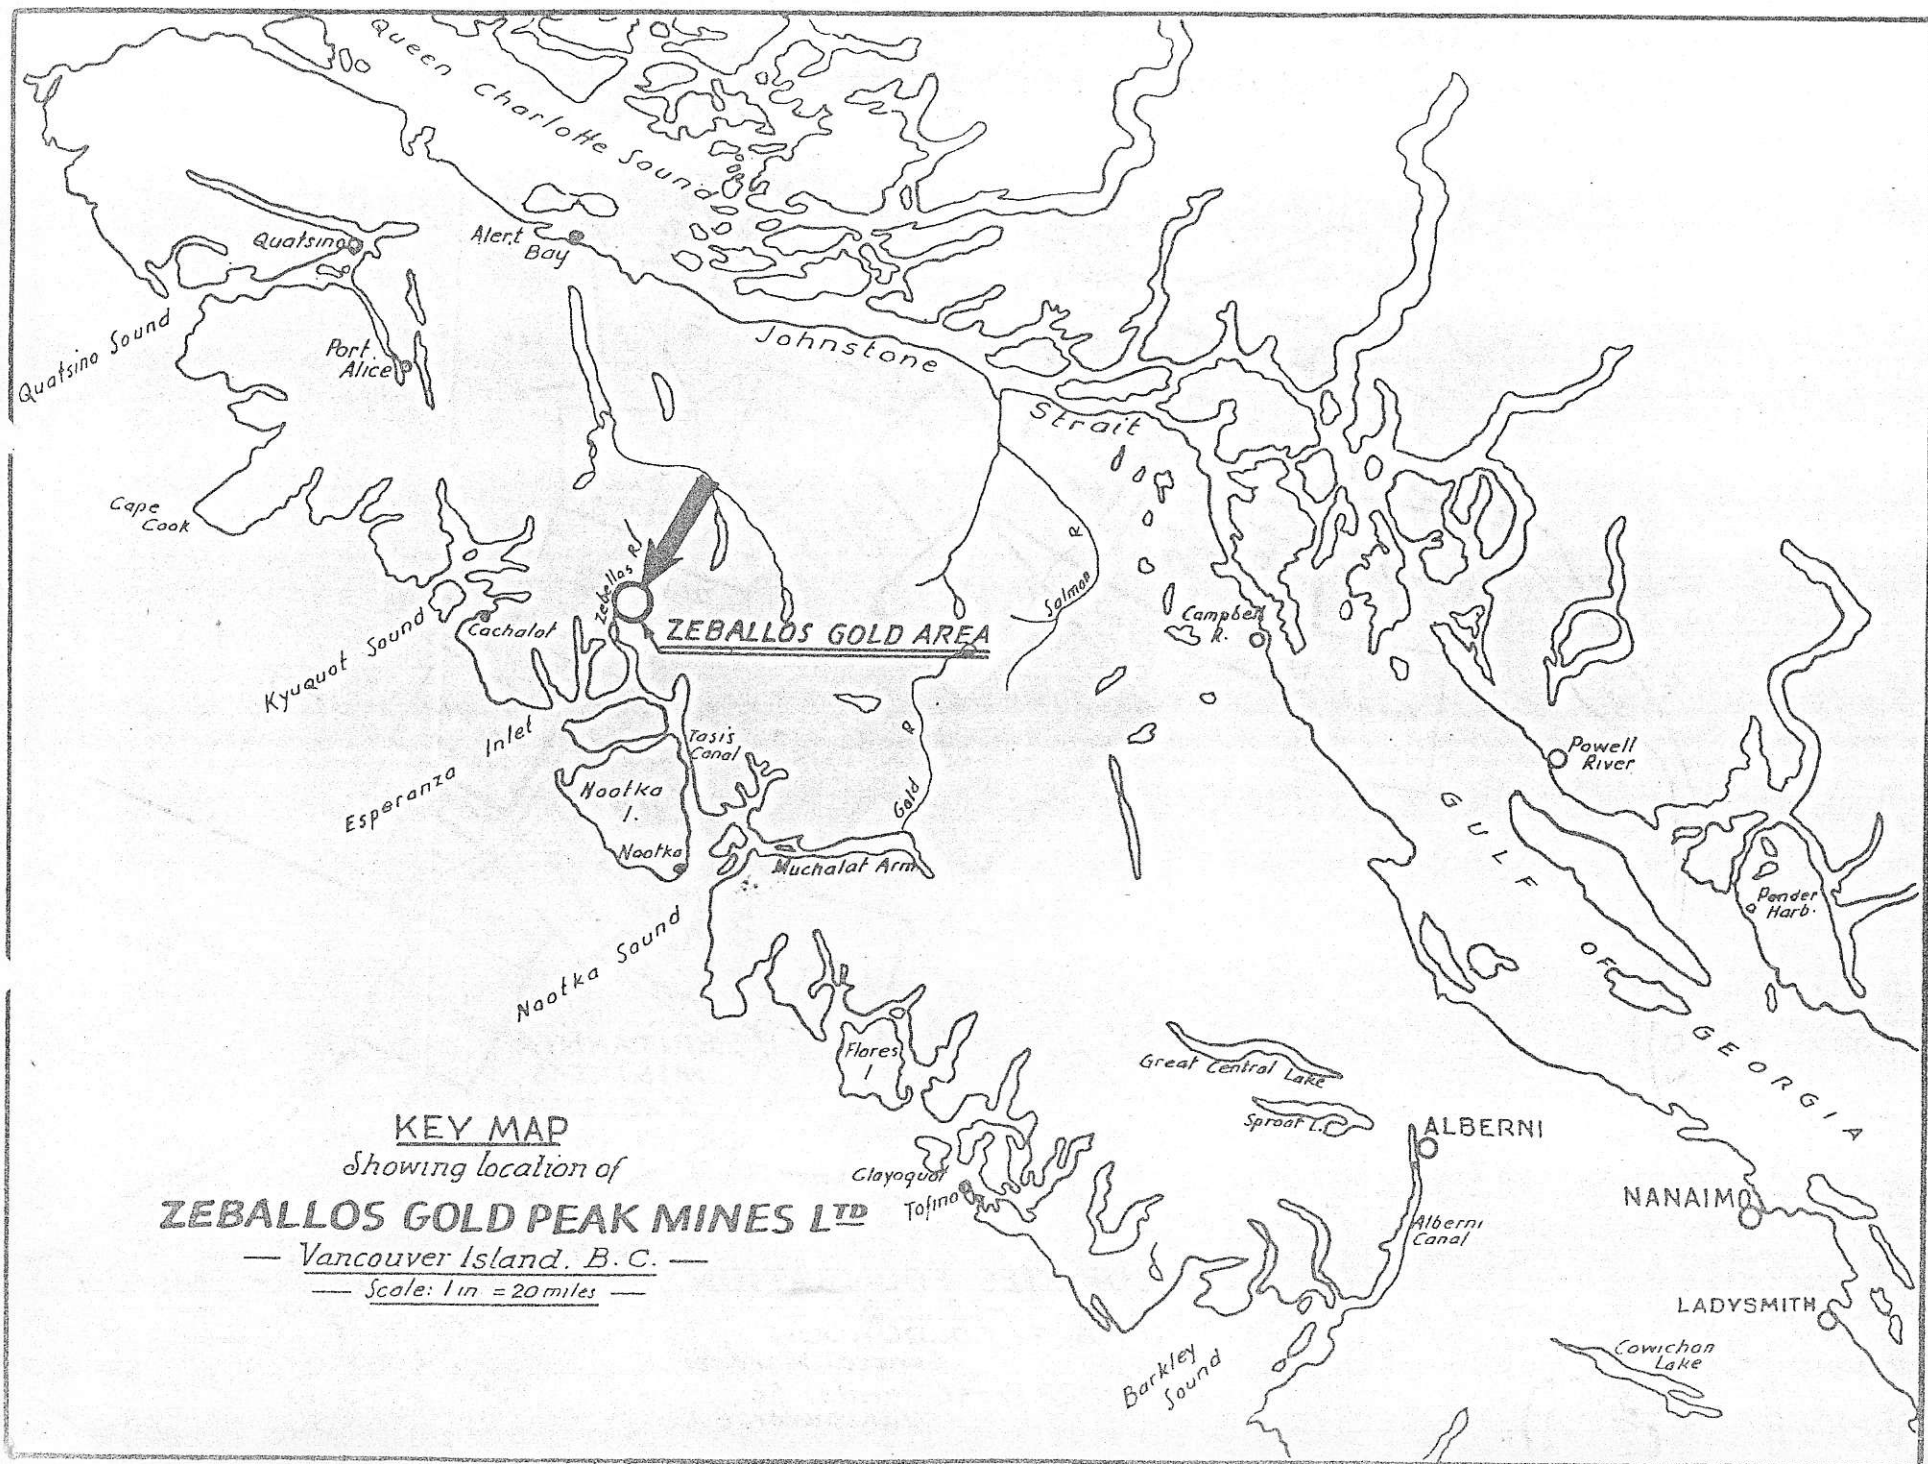 Queen Charlotte Sound
Quatsino
Alert
Bay
Quatsino Sound
Port
Alice
Johnstone
Strait
Cape
Cook
Zeballos R
Salmon R
Cachalot
ZEBALLOS GOLD AREA
Campbell
R.
Kyuquot Sound
Esperanza Inlet
Tasis
Canal
Gold R
Powell
River
Nootka
I.
Nootka
Muchalat Arm
Nootka Sound
Pender
Harb.
GULF OF GEORGIA
Flores
I
Great Central Lake
Sproat L.
ALBERNI
KEY MAP
Showing location of
ZEBALLOS GOLD PEAK MINES LTD
— Vancouver Island. B.C. —
— Scale: 1 in = 20 miles —
Clayoquot
Tofino
NANAIMO
Alberni
Canal
LADYSMITH
Cowichan
Lake
Barkley
Sound